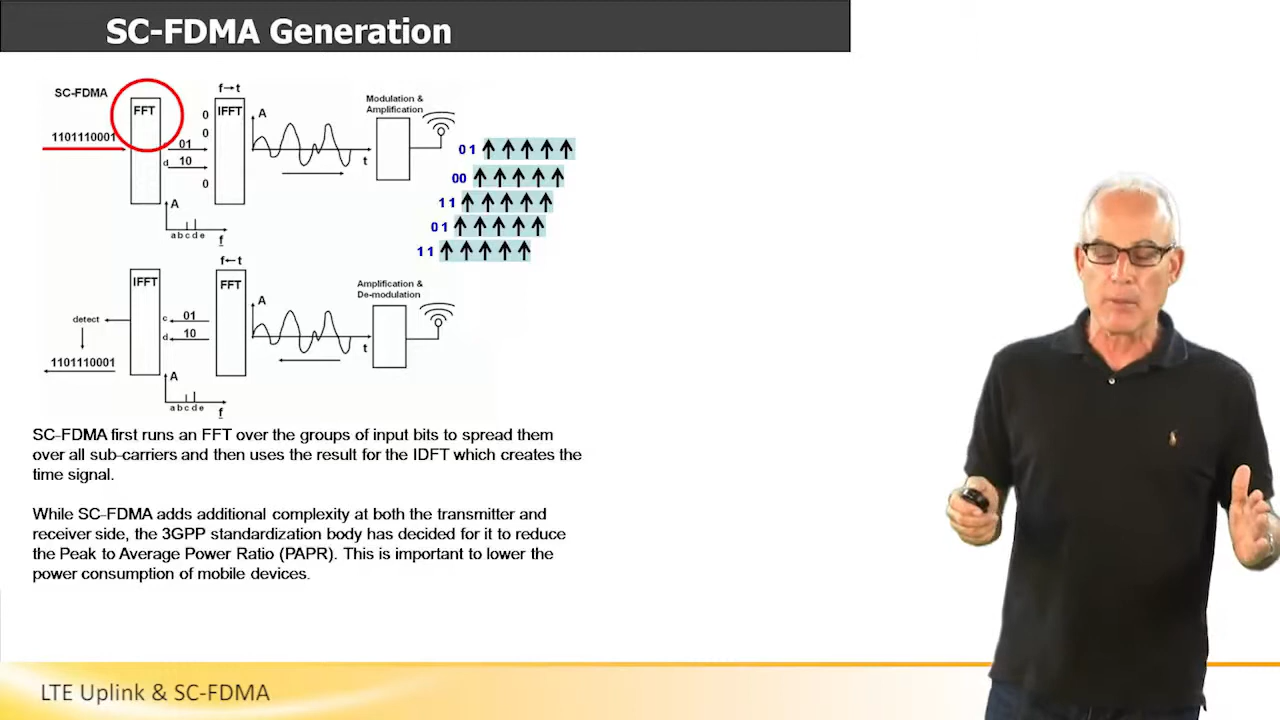 SC-FDMA Generation
SC-FDMA
FFT
f→t
IFFT
A
Modulation &
Amplification
1101110001
0
0
01
d 10
0
t
A
a b c d e
f
01
00
11
01
11
IFFT
f←t
FFT
A
Amplification &
De-modulation
detect
c 01
d 10
t
1101110001
A
a b c d e
f
SC-FDMA first runs an FFT over the groups of input bits to spread them
over all sub-carriers and then uses the result for the IDFT which creates the
time signal.
While SC-FDMA adds additional complexity at both the transmitter and
receiver side, the 3GPP standardization body has decided for it to reduce
the Peak to Average Power Ratio (PAPR). This is important to lower the
power consumption of mobile devices.
LTE Uplink & SC-FDMA